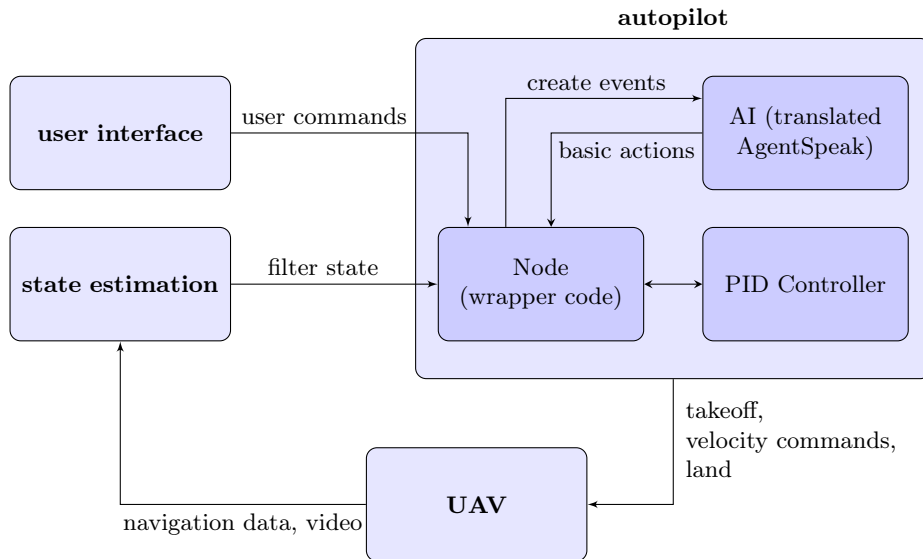 autopilot
create events
AI (translated
AgentSpeak)
user interface
user commands
basic actions
state estimation
filter state
Node
(wrapper code)
PID Controller
takeoff,
velocity commands,
land
UAV
navigation data, video